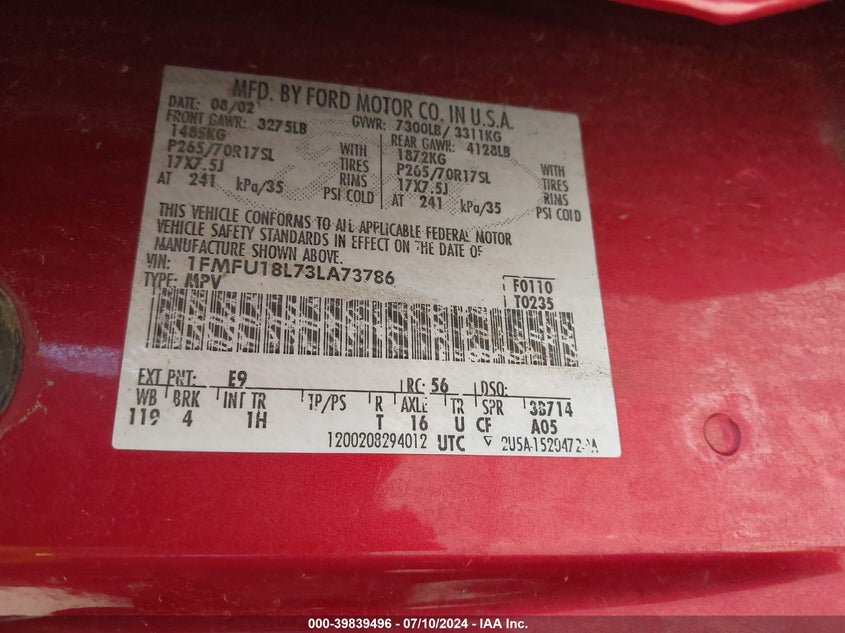 MFD. BY FORD MOTOR CO. IN U.S.A.
DATE: 08/02 GVWR: 7300LB/ 3311KG
FRONT GAWR: 3275LB REAR GAWR: 4128LB
1485KG WITH 1872KG WITH
P265/70R17SL TIRES P265/70R17SL TIRES
17X7.5J RIMS 17X7.5J RIMS
AT 241 kPa/35 PSI COLD AT 241 kPa/35 PSI COLD
THIS VEHICLE CONFORMS TO ALL APPLICABLE FEDERAL MOTOR
VEHICLE SAFETY STANDARDS IN EFFECT ON THE DATE OF
MANUFACTURE SHOWN ABOVE.
VIN: 1FMFU18L73LA73786 F0110
TYPE: MPV T0235
EXT PNT: E9 RC: 56 DSO:
WB BRK INT TR TP/PS R AXLE TR SPR 3B714
119 4 1H T 16 U CF A05
1200208294012 UTC
000-39839496 - 07/10/2024 - IAA Inc.